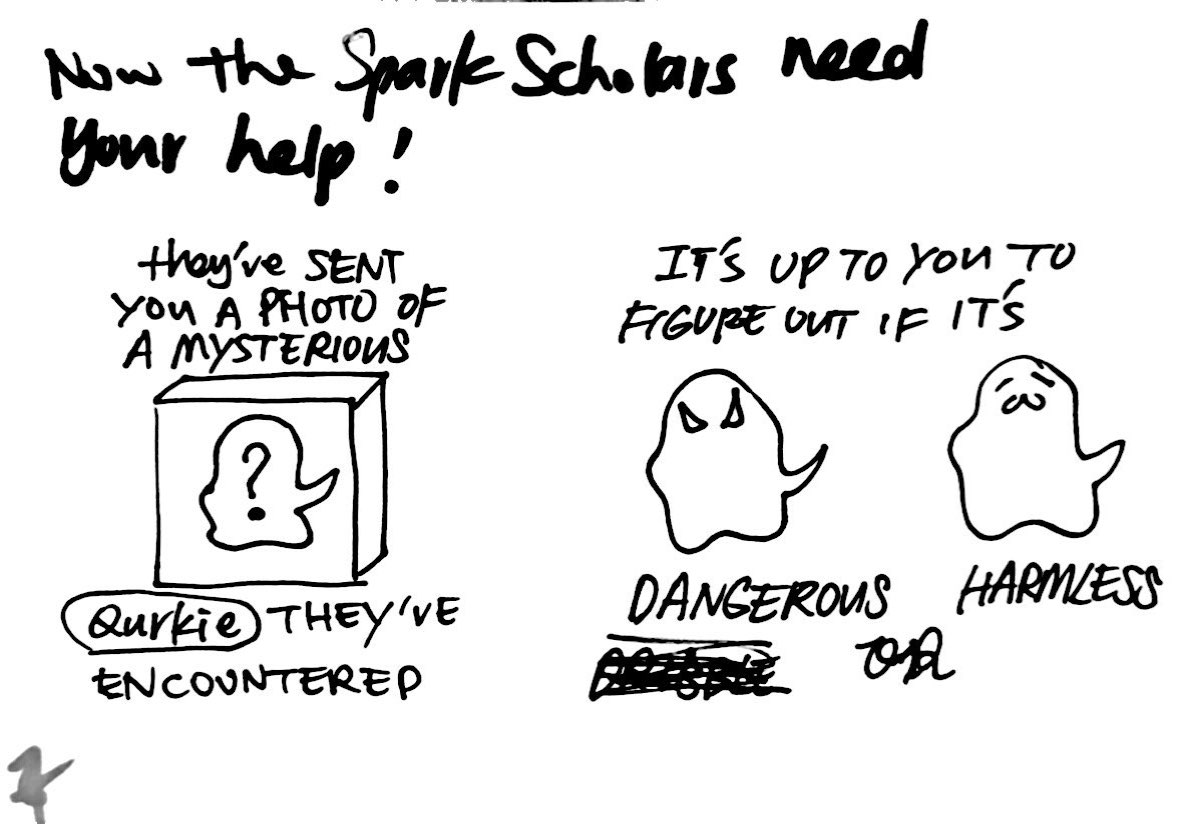 Now the Spark Scholars need
your help!
they've SENT
YOU A PHOTO OF
A MYSTERIOUS
?
Qurkie THEY'VE
ENCOUNTERED
IT'S UP TO YOU TO
FIGURE OUT IF IT'S
DANGEROUS
HARMLESS
OR